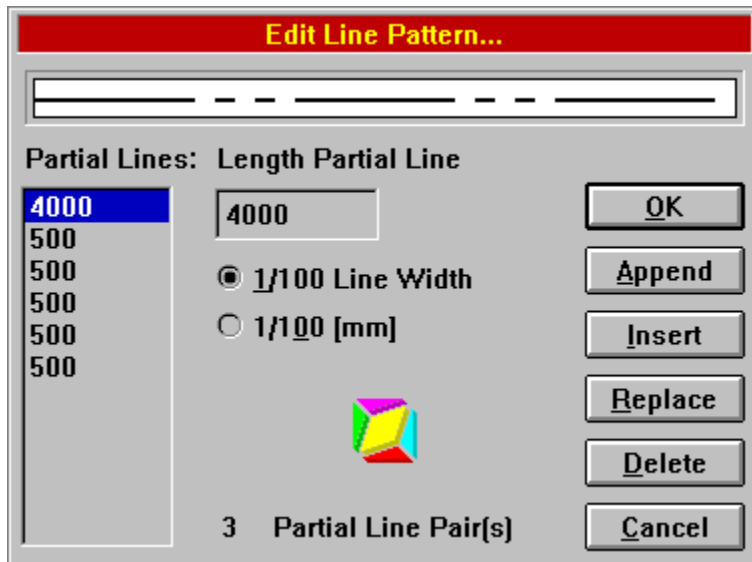 Edit Line Pattern...
Partial Lines:
Length Partial Line
4000
500
500
500
500
500
4000
1/100 Line Width
1/100 [mm]
3 Partial Line Pair(s)
OK
Append
Insert
Replace
Delete
Cancel